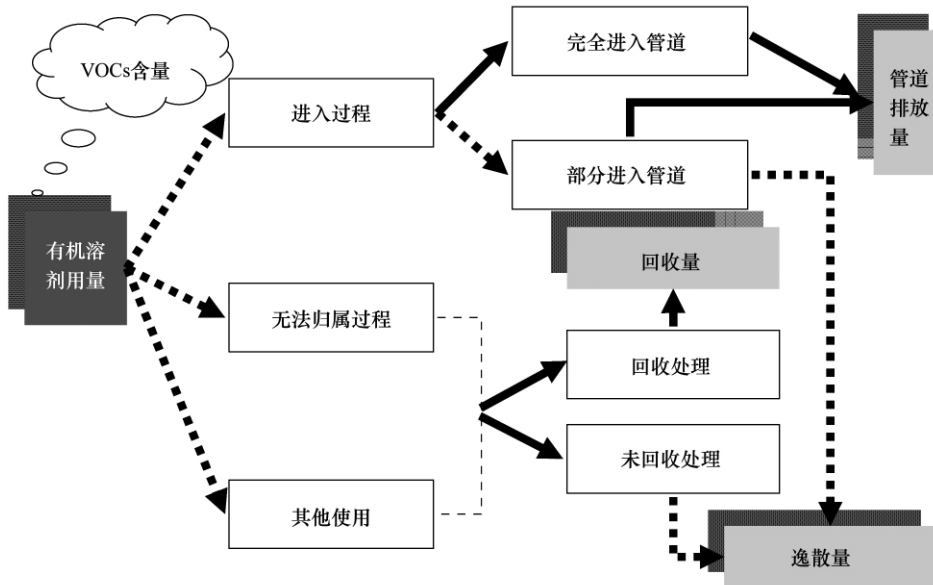 VOCs含量
有机溶
剂用量
进入过程
无法归属过程
其他使用
完全进入管道
部分进入管道
回收量
回收处理
未回收处理
管道
排放
量
逸散量